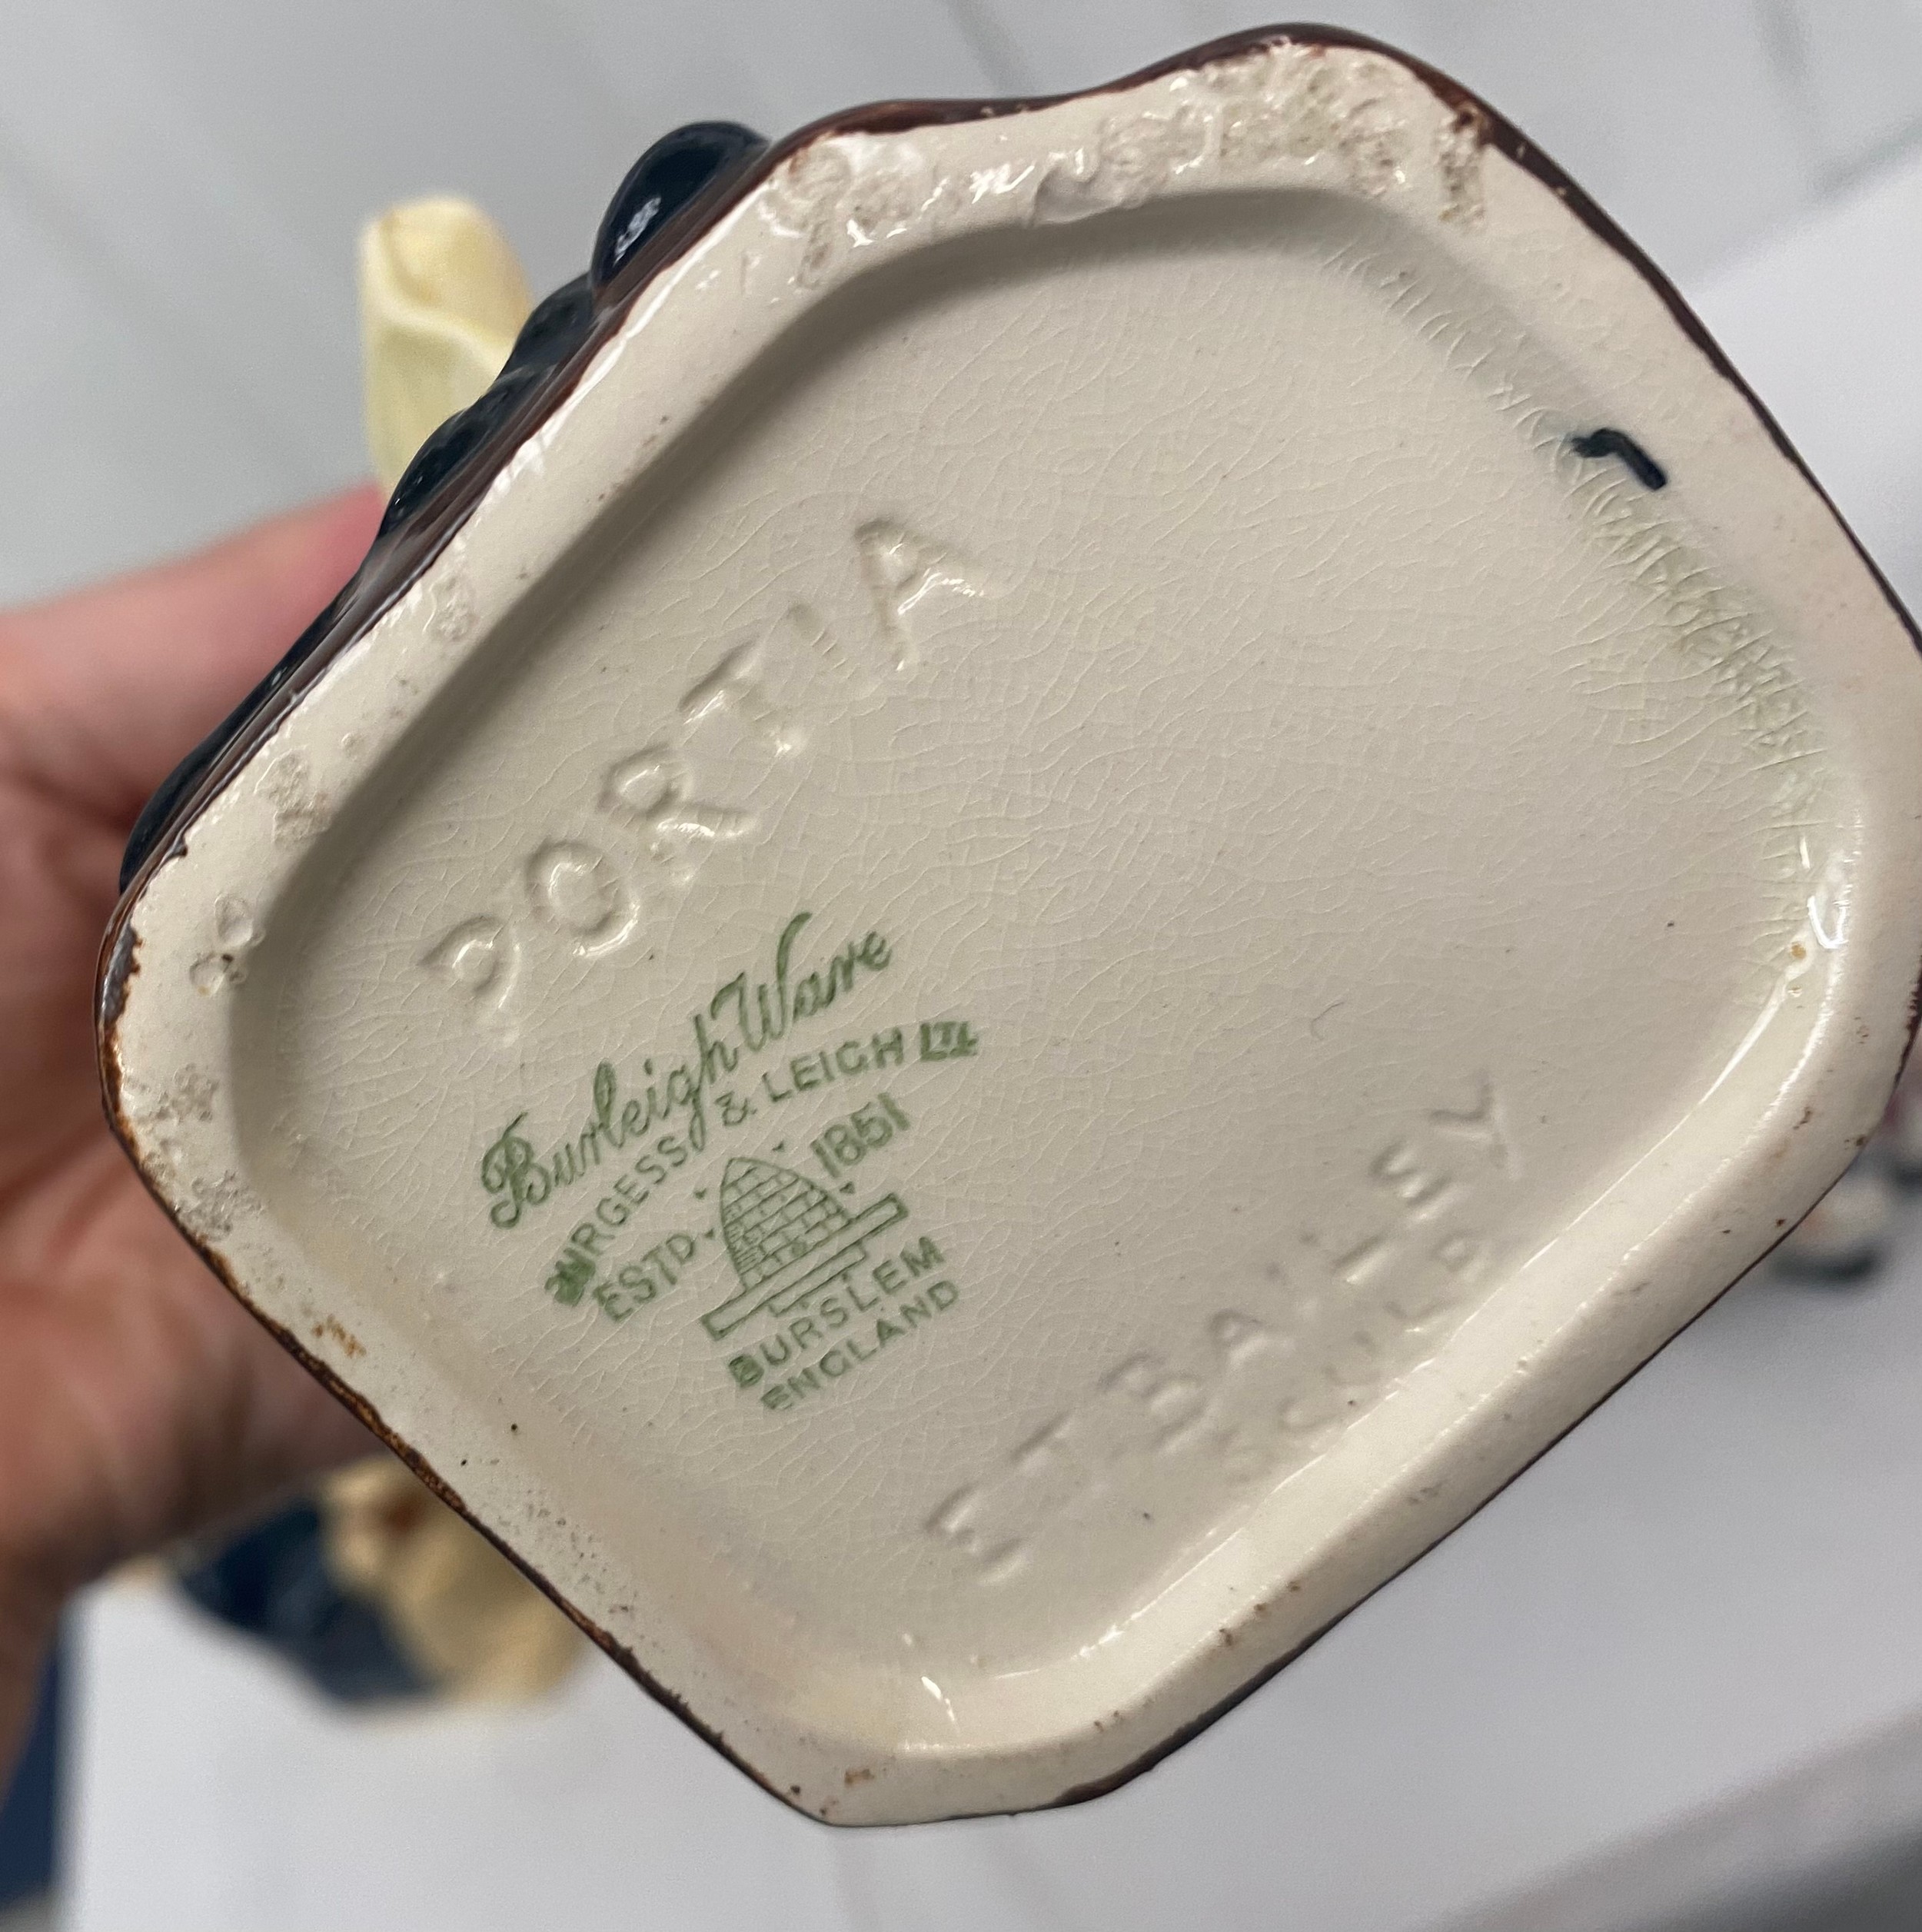 PORTIA
Burleigh Ware
BURGESS & LEIGH LTD.
ESTD. 1851
BURSLEM
ENGLAND
E T BAILEY
SCULP